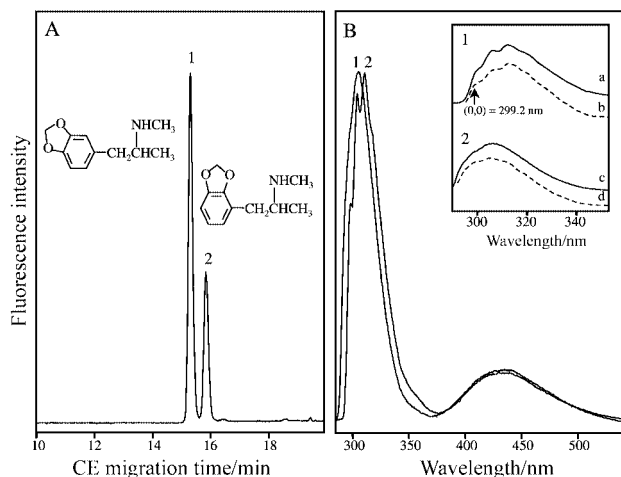 A
1
NHCH3
O
O
CH2CHCH3
O
O
NHCH3
CH2CHCH3
2
Fluorescence intensity
10 12 14 16 18
CE migration time/min
B
1 2
1
a
b
(0,0) = 299.2 nm
2
c
d
300 320 340
Wavelength/nm
300 350 400 450 500
Wavelength/nm